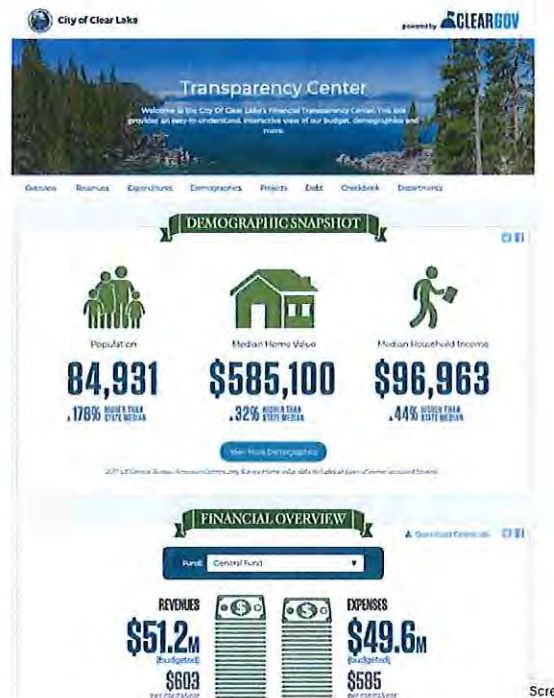 City of Clear Lake
powered by CLEARGOV
Transparency Center
Welcome to the City Of Clear Lake's Financial Transparency Center. This site
provides an easy-to-understand, interactive view of our budget, demographics and
more.
Overview Revenues Expenditures Demographics Projects Debt Checkbook Departments
DEMOGRAPHIC SNAPSHOT
Population Median Home Value Median Household Income
84,931 $585,100 $96,963
178% HIGHER THAN STATE MEDIAN
32% HIGHER THAN STATE MEDIAN
44% HIGHER THAN STATE MEDIAN
View More Demographics
FINANCIAL OVERVIEW
Fund: General Fund
REVENUES EXPENSES
$51.2M $49.6M
(budgeted) (budgeted)
$603 $585
Scre